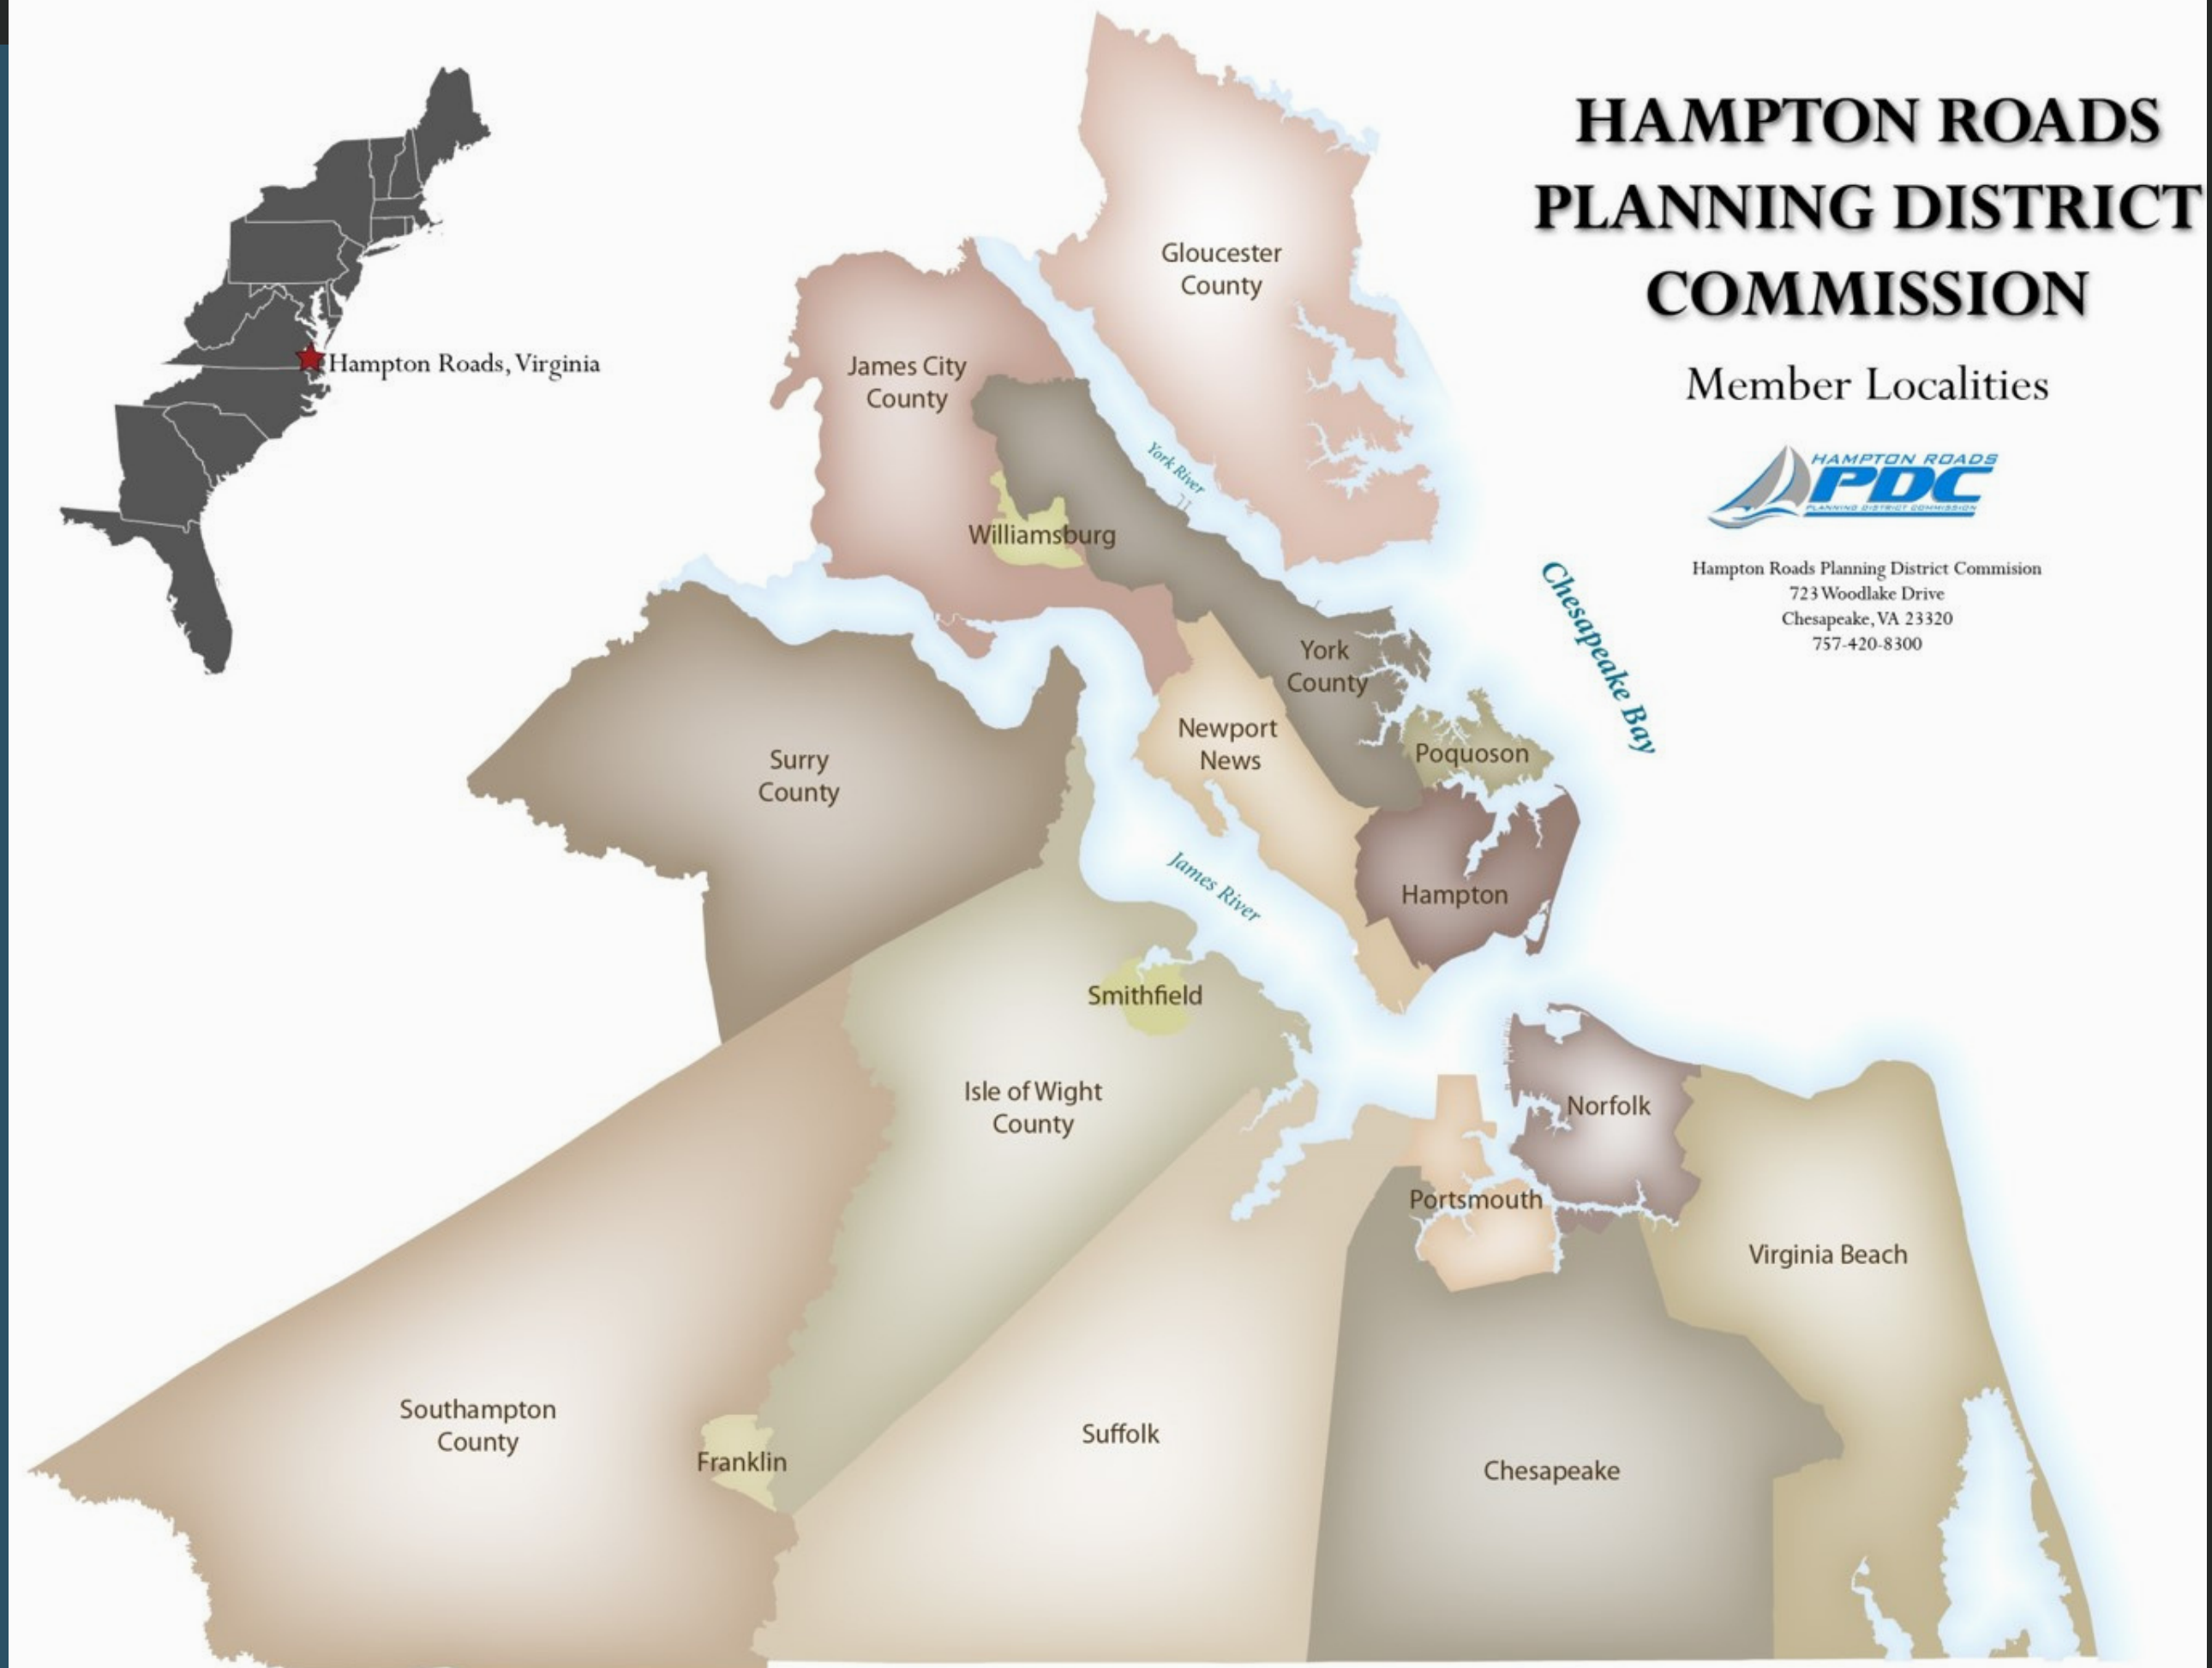 HAMPTON ROADS
PLANNING DISTRICT
COMMISSION
Member Localities
HAMPTON ROADS
PDC
PLANNING DISTRICT COMMISSION
Hampton Roads Planning District Commision
723 Woodlake Drive
Chesapeake, VA 23320
757-420-8300
Hampton Roads, Virginia
Gloucester
County
James City
County
York River
Williamsburg
Chesapeake Bay
York
County
Newport
News
Poquoson
Surry
County
James River
Hampton
Smithfield
Isle of Wight
County
Norfolk
Portsmouth
Virginia Beach
Southampton
County
Franklin
Suffolk
Chesapeake